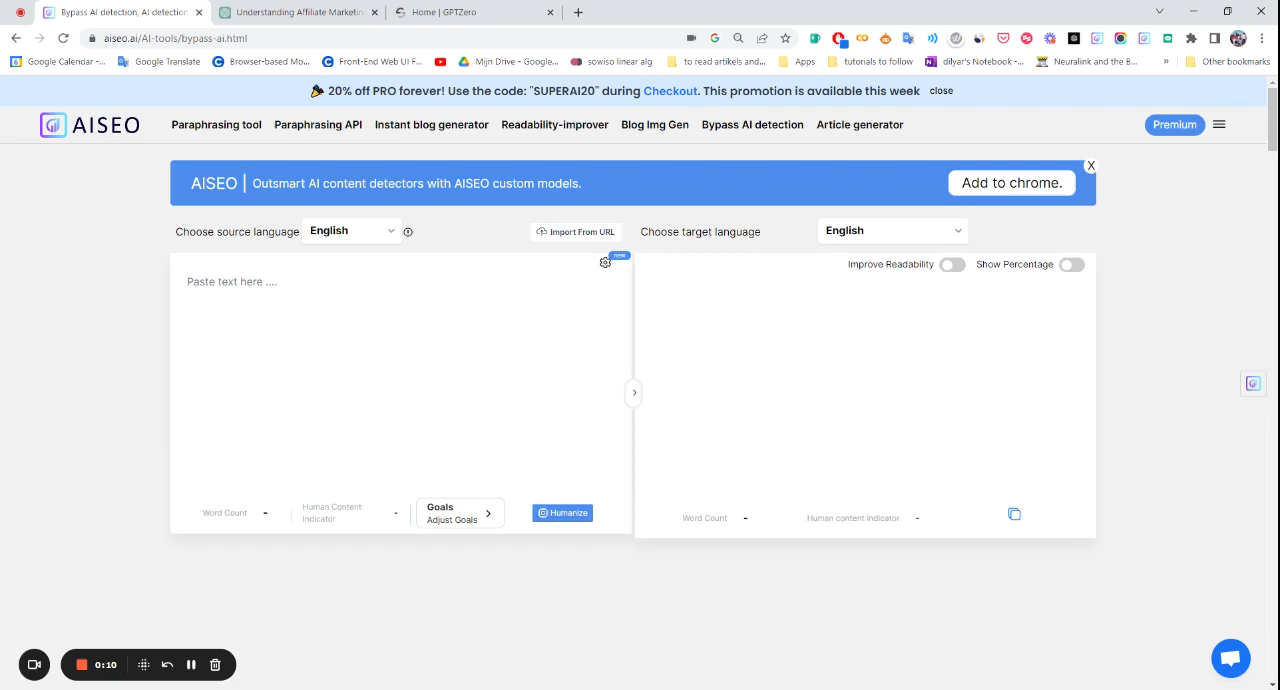 Bypass AI detection, AI detection
Understanding Affiliate Marketin
Home | GPTZero
aiseo.ai/AI-tools/bypass-ai.html
Google Calendar -...
Google Translate
Browser-based Mo...
Front-End Web UI F...
Mijn Drive - Google...
sowiso linear alg
to read artikels and...
Apps
tutorials to follow
dilyar's Notebook -...
Neuralink and the B...
»
Other bookmarks
20% off PRO forever! Use the code: "SUPERAI20" during Checkout. This promotion is available this week
close
AISEO
Paraphrasing tool
Paraphrasing API
Instant blog generator
Readability-improver
Blog Img Gen
Bypass AI detection
Article generator
Premium
X
AISEO | Outsmart AI content detectors with AISEO custom models.
Add to chrome.
Choose source language
English
Import From URL
Choose target language
English
new
Improve Readability
Show Percentage
Paste text here ....
Word Count -
Human Content
Indicator -
Goals
Adjust Goals
Humanize
Word Count -
Human content indicator -
0:10